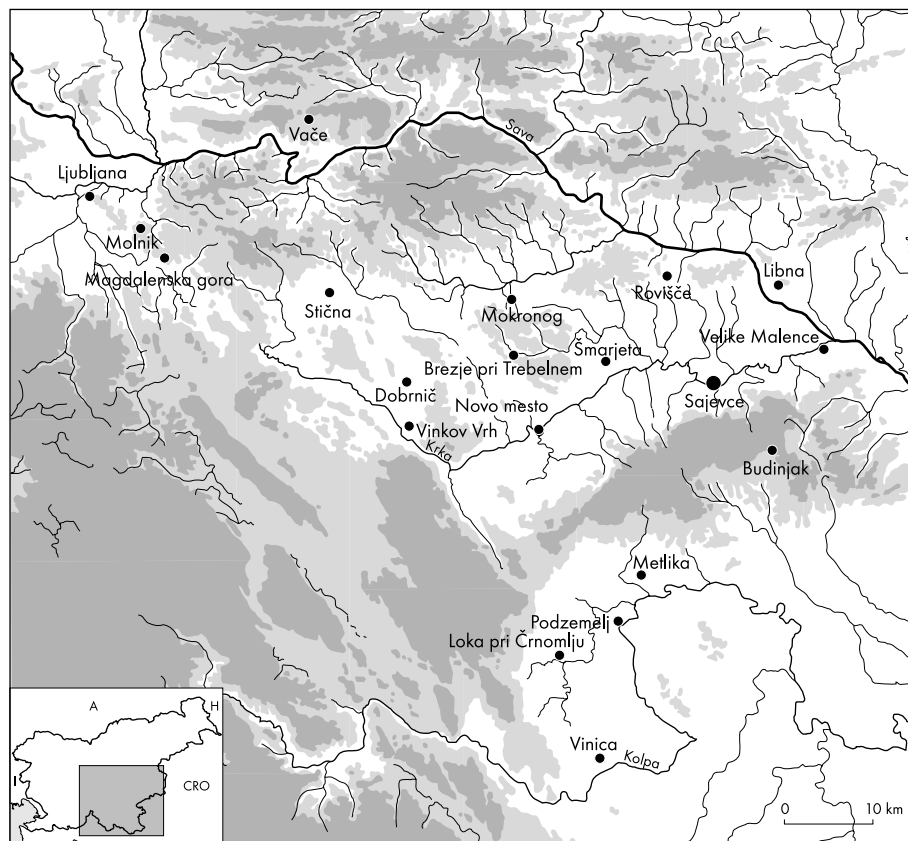 Vače
Sava
Ljubljana
Molnik
Magdalenska gora
Libna
Rovišče
Stična
Mokronog
Velike Malence
Šmarjeta
Brezje pri Trebelnem
Dobrnič
Sajevce
Novo mesto
Vinkov Vrh
Krka
Budinjak
Metlika
Podzemelj
Loka pri Črnomlju
A
H
Vinica
Kolpa
I
CRO
0
10 km